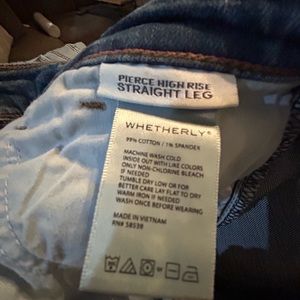 PIERCE HIGH RISE
STRAIGHT LEG
WHETHERLY®
99% COTTON / 1% SPANDEX
MACHINE WASH COLD
INSIDE OUT WITH LIKE COLORS
ONLY NON-CHLORINE BLEACH
IF NEEDED
TUMBLE DRY LOW OR FOR
BETTER CARE LAY FLAT TO DRY
WARM IRON IF NEEDED
WASH ONCE BEFORE WEARING
MADE IN VIETNAM
RN# 58539
OR